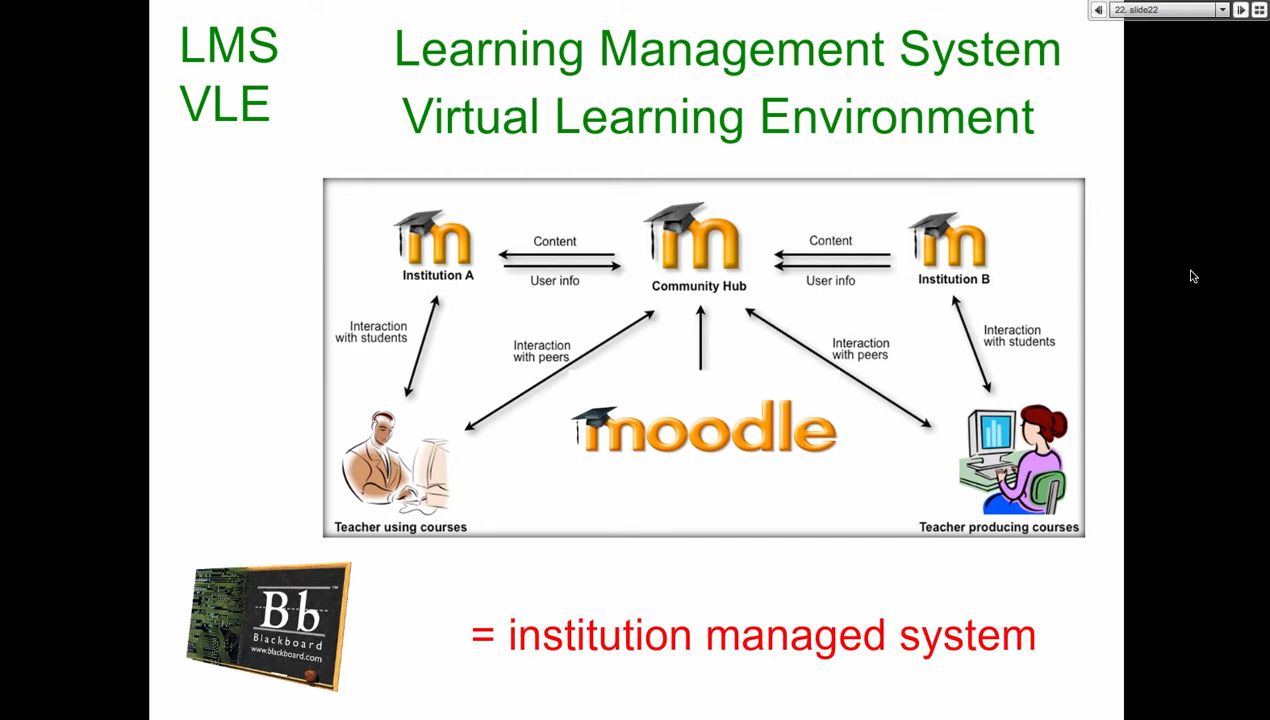 22. slide22
LMS
Learning Management System
VLE
Virtual Learning Environment
m
m
m
Institution A
Content
User info
Community Hub
Content
User info
Institution B
Interaction
with students
Interaction
with peers
Interaction
with peers
Interaction
with students
moodle
Teacher using courses
Teacher producing courses
Bb
TM
Blackboard
www.blackboard.com
= institution managed system